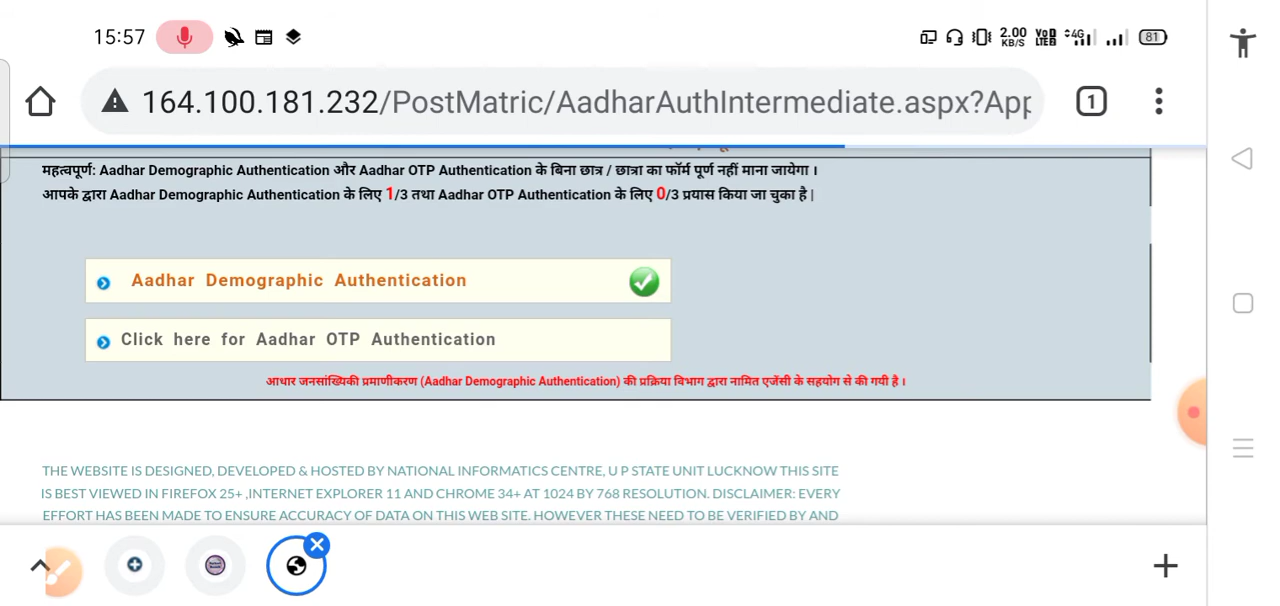 15:57
2.00 KB/S VoD LTE 4G 81
164.100.181.232/PostMatric/AadharAuthIntermediate.aspx?App
1
महत्वपूर्ण: Aadhar Demographic Authentication और Aadhar OTP Authentication के बिना छात्र / छात्रा का फॉर्म पूर्ण नहीं माना जायेगा ।
आपके द्वारा Aadhar Demographic Authentication के लिए 1/3 तथा Aadhar OTP Authentication के लिए 0/3 प्रयास किया जा चुका है|
Aadhar Demographic Authentication
Click here for Aadhar OTP Authentication
आधार जनसांख्यिकी प्रमाणीकरण (Aadhar Demographic Authentication) की प्रक्रिया विभाग द्वारा नामित एजेंसी के सहयोग से की गयी है ।
THE WEBSITE IS DESIGNED, DEVELOPED & HOSTED BY NATIONAL INFORMATICS CENTRE, U P STATE UNIT LUCKNOW THIS SITE
IS BEST VIEWED IN FIREFOX 25+ ,INTERNET EXPLORER 11 AND CHROME 34+ AT 1024 BY 768 RESOLUTION. DISCLAIMER: EVERY
EFFORT HAS BEEN MADE TO ENSURE ACCURACY OF DATA ON THIS WEB SITE. HOWEVER THESE NEED TO BE VERIFIED BY AND